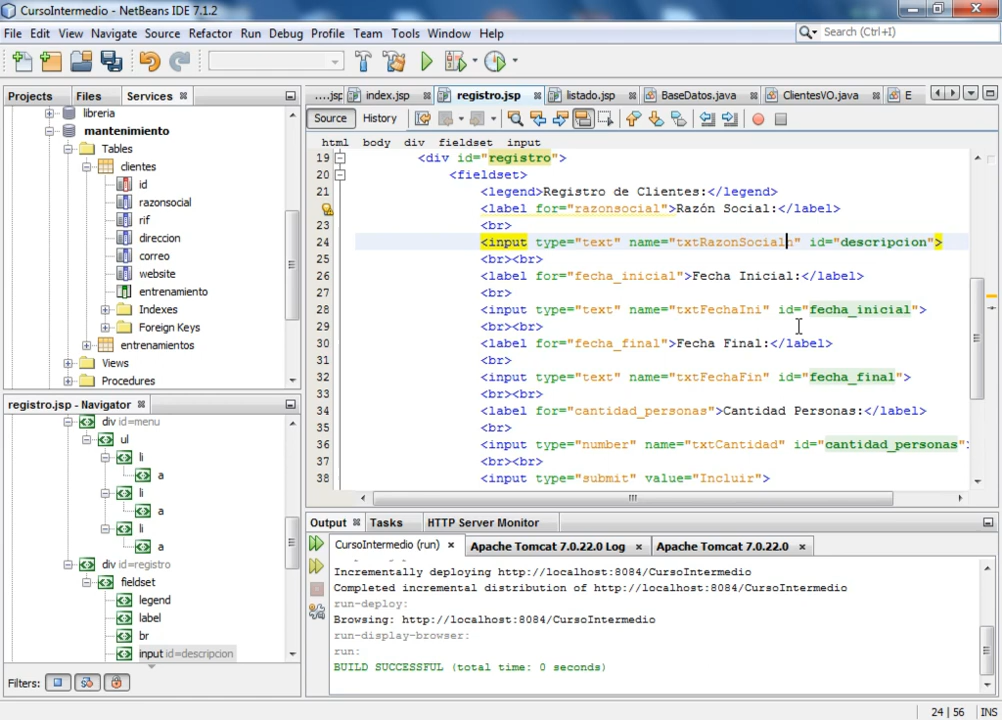 CursoIntermedio - NetBeans IDE 7.1.2
File Edit View Navigate Source Refactor Run Debug Profile Team Tools Window Help
Search (Ctrl+I)
Projects Files Services
....jsp index.jsp registro.jsp listado.jsp BaseDatos.java ClientesVO.java E
Source History
html body div fieldset input
libreria
mantenimiento
Tables
clientes
id
razonsocial
rif
direccion
correo
website
entrenamiento
Indexes
Foreign Keys
entrenamientos
Views
Procedures
19 <div id="registro">
20 <fieldset>
21 <legend>Registro de Clientes:</legend>
<label for="razonsocial">Razón Social:</label>
23 <br>
24 <input type="text" name="txtRazonSocialn" id="descripcion">
25 <br><br>
26 <label for="fecha_inicial">Fecha Inicial:</label>
27 <br>
28 <input type="text" name="txtFechaIni" id="fecha_inicial">
29 <br><br>
30 <label for="fecha_final">Fecha Final:</label>
31 <br>
32 <input type="text" name="txtFechaFin" id="fecha_final">
33 <br><br>
34 <label for="cantidad_personas">Cantidad Personas:</label>
35 <br>
36 <input type="number" name="txtCantidad" id="cantidad_personas">
37 <br><br>
38 <input type="submit" value="Incluir">
registro.jsp - Navigator
div id=menu
ul
li
a
li
a
li
a
div id=registro
fieldset
legend
label
br
input id=descripcion
Filters:
Output Tasks HTTP Server Monitor
CursoIntermedio (run) Apache Tomcat 7.0.22.0 Log Apache Tomcat 7.0.22.0
Incrementally deploying http://localhost:8084/CursoIntermedio
Completed incremental distribution of http://localhost:8084/CursoIntermedio
run-deploy:
Browsing: http://localhost:8084/CursoIntermedio
run-display-browser:
run:
BUILD SUCCESSFUL (total time: 0 seconds)
24 | 56 INS